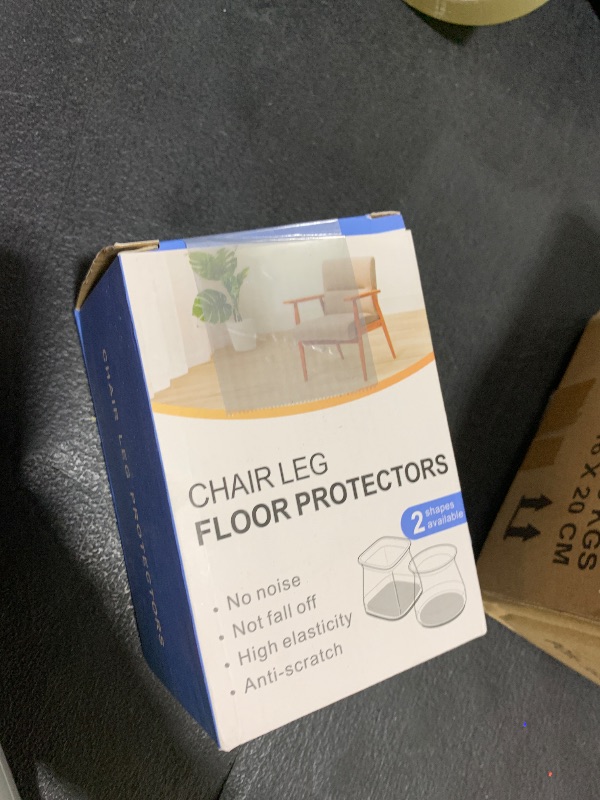 CHAIR LEG
FLOOR PROTECTORS
2 shapes
available
• No noise
• Not fall off
• High elasticity
• Anti-scratch
CHAIR LEG PROTECTORS
KGS
X 20 CM